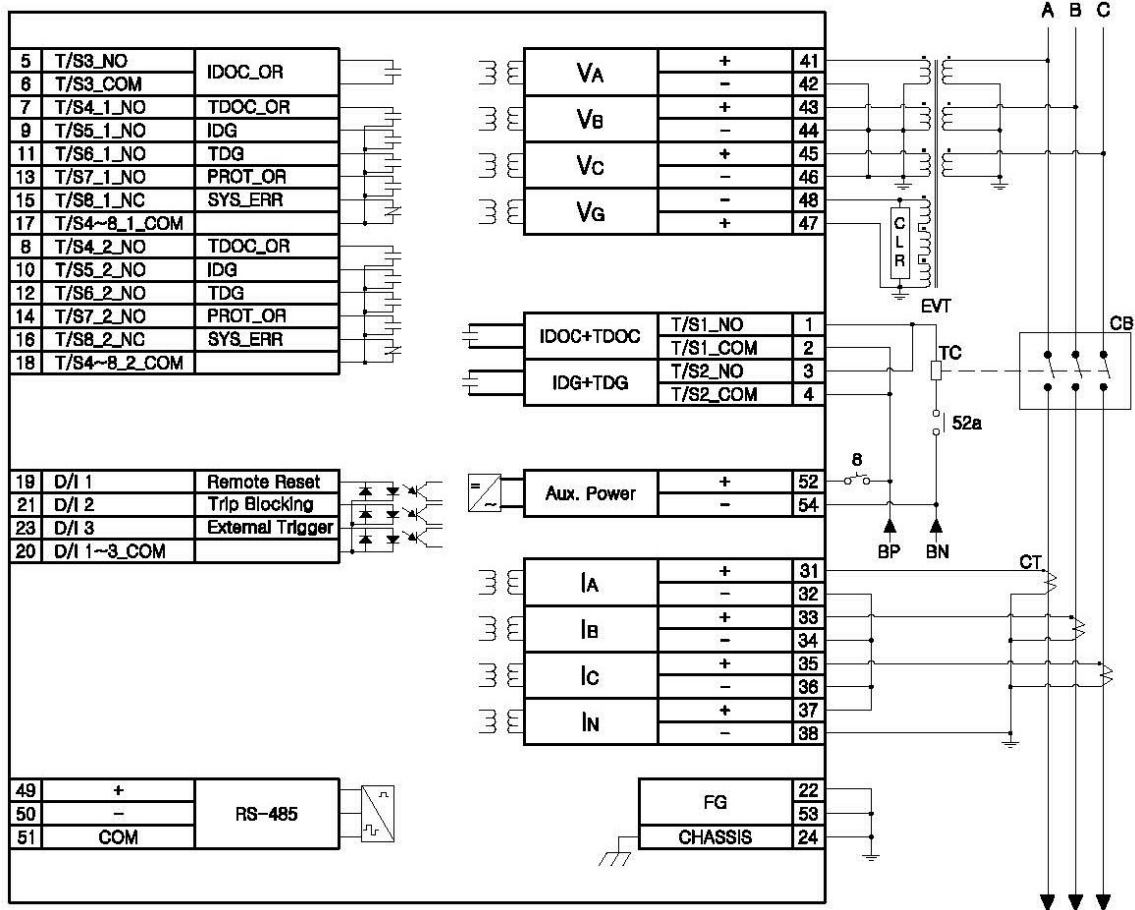 A B C
5 T/S3_NO IDOC_OR
6 T/S3_COM
7 T/S4_1_NO TDOC_OR
9 T/S5_1_NO IDG
11 T/S6_1_NO TDG
13 T/S7_1_NO PROT_OR
15 T/S8_1_NC SYS_ERR
17 T/S4~8_1_COM
8 T/S4_2_NO TDOC_OR
10 T/S5_2_NO IDG
12 T/S6_2_NO TDG
14 T/S7_2_NO PROT_OR
16 T/S8_2_NC SYS_ERR
18 T/S4~8_2_COM
19 D/I 1 Remote Reset
21 D/I 2 Trip Blocking
23 D/I 3 External Trigger
20 D/I 1~3_COM
49 +
50 − RS-485
51 COM
VA + 41
− 42
VB + 43
− 44
VC + 45
− 46
VG − 48
+ 47
CLR
EVT
IDOC+TDOC T/S1_NO 1
T/S1_COM 2
IDG+TDG T/S2_NO 3
T/S2_COM 4
TC
CB
52a
8
= ~
Aux. Power + 52
− 54
BP BN
CT
IA + 31
− 32
IB + 33
− 34
IC + 35
− 36
IN + 37
− 38
FG 22
53
CHASSIS 24